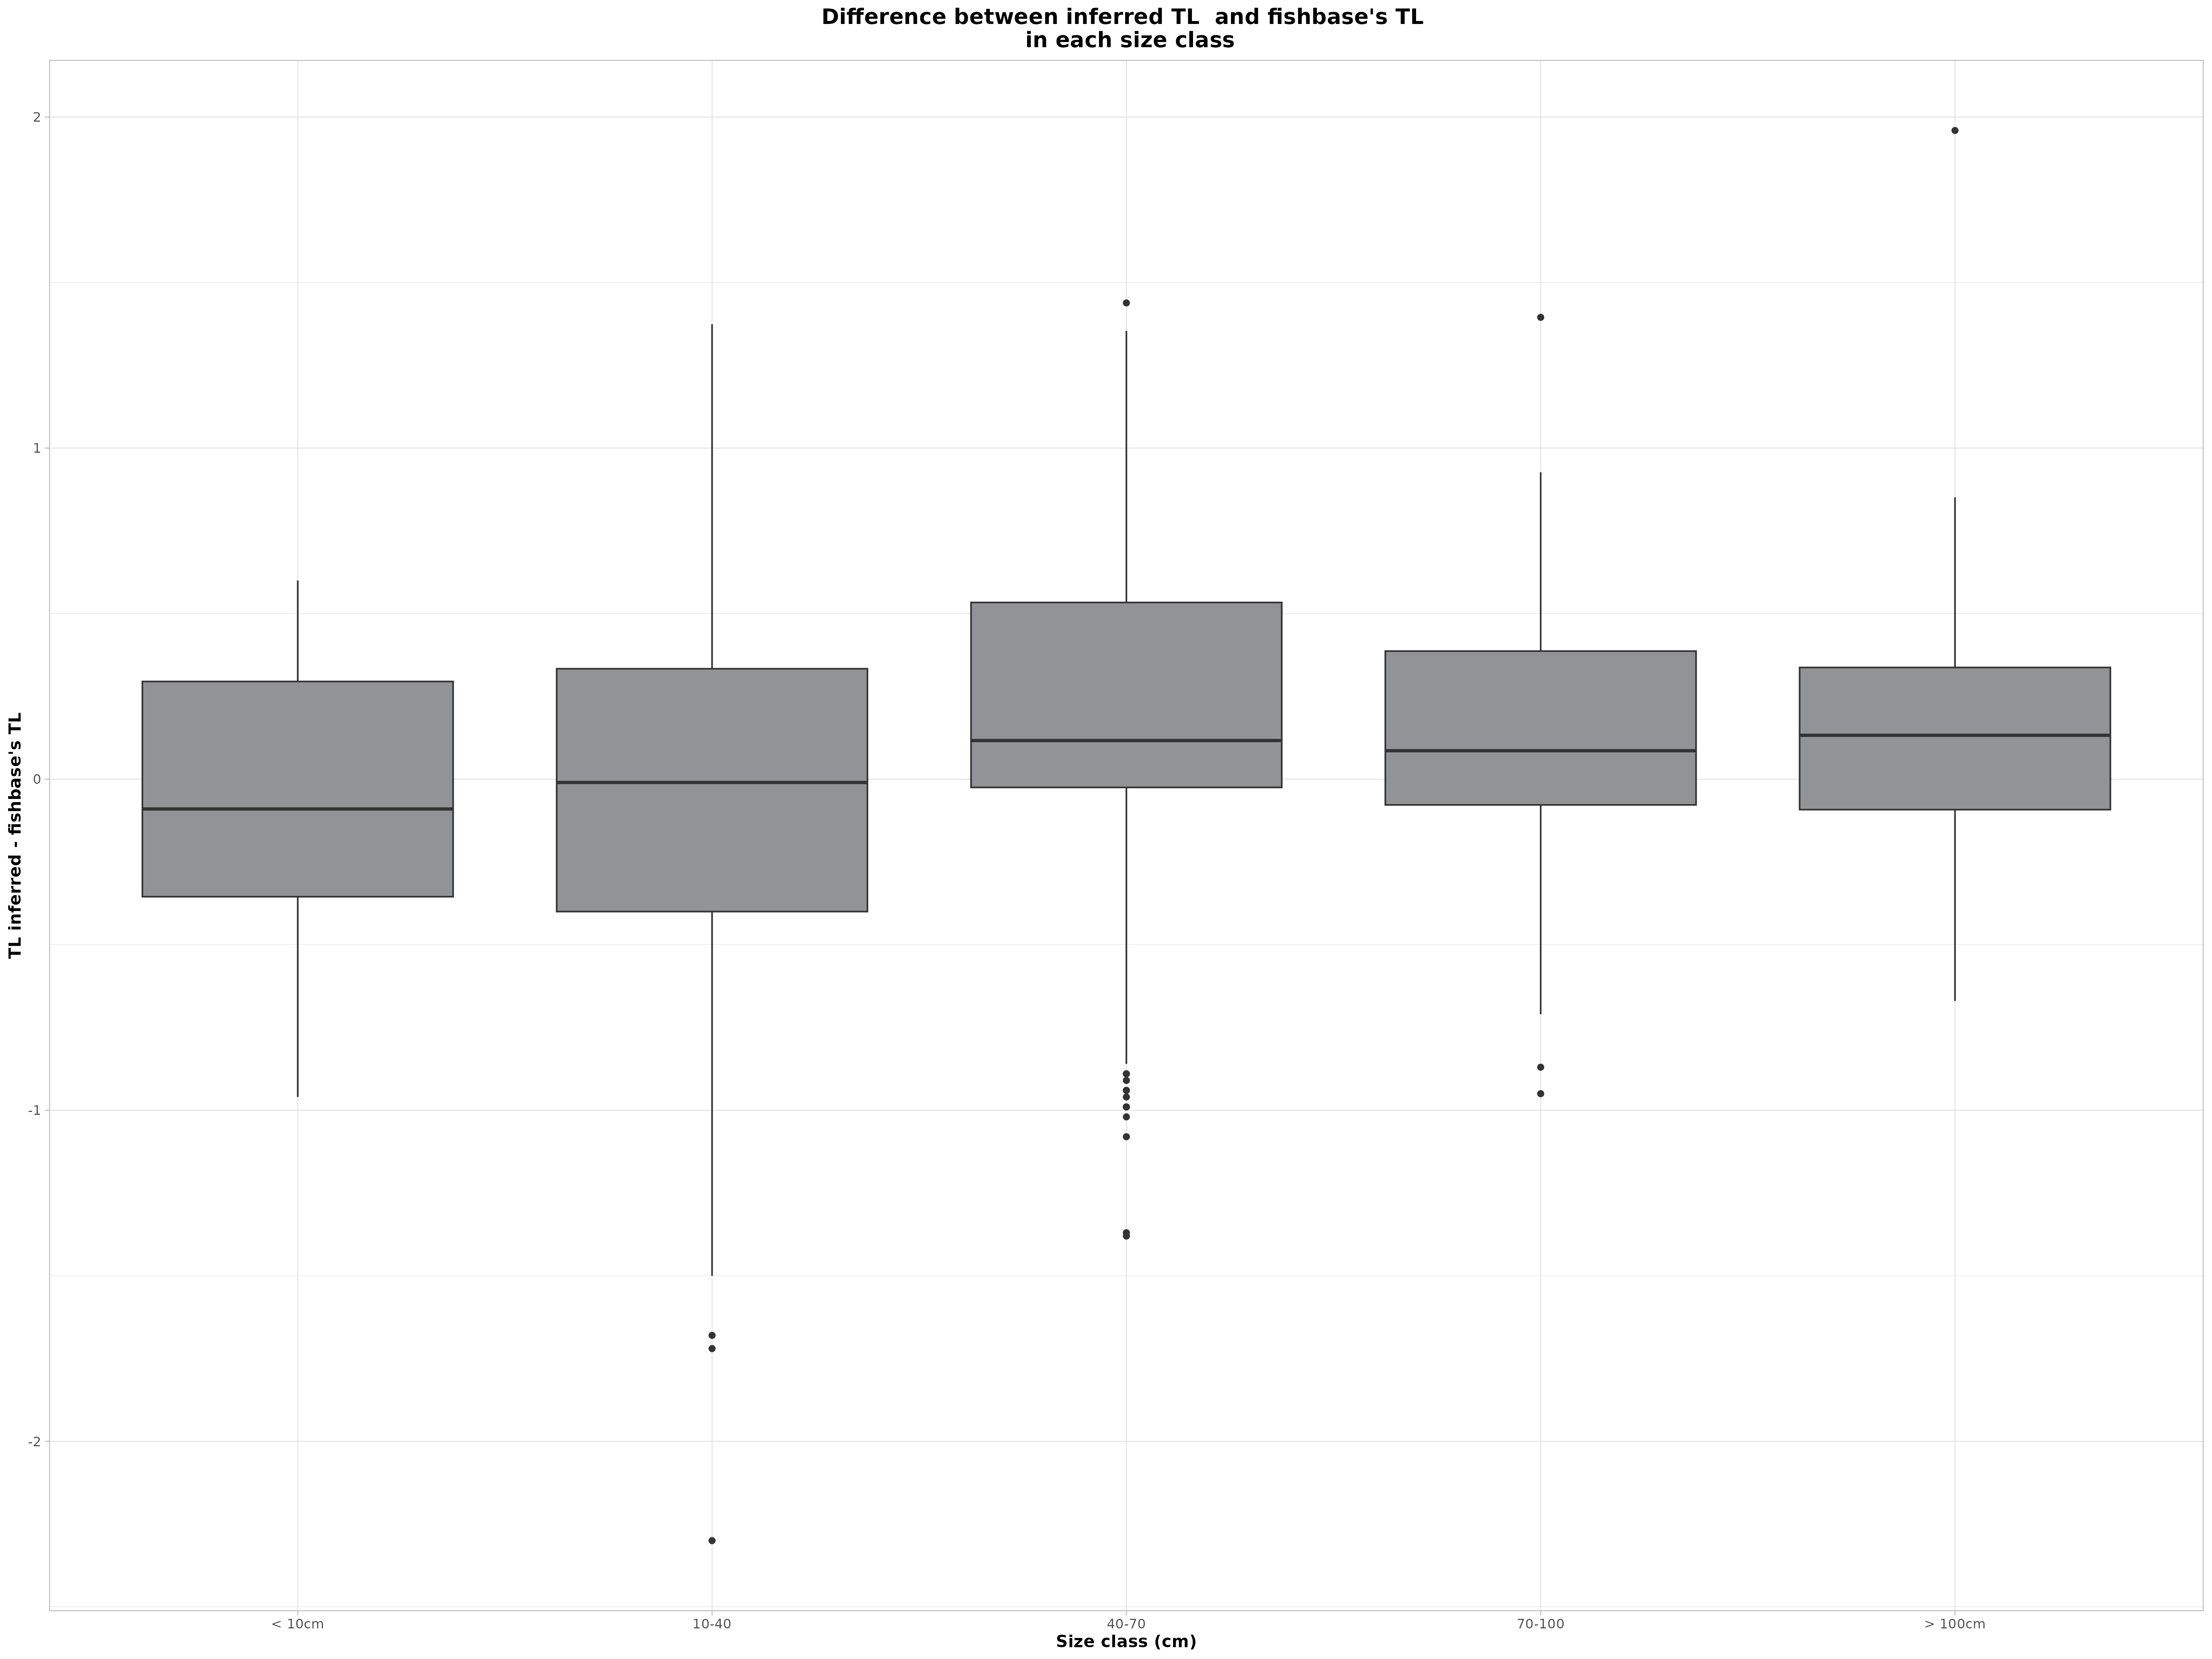 Difference between inferred TL  and fishbase's TL
in each size class
TL inferred - fishbase's TL
2
1
0
-1
-2
< 10cm
10-40
40-70
70-100
> 100cm
Size class (cm)